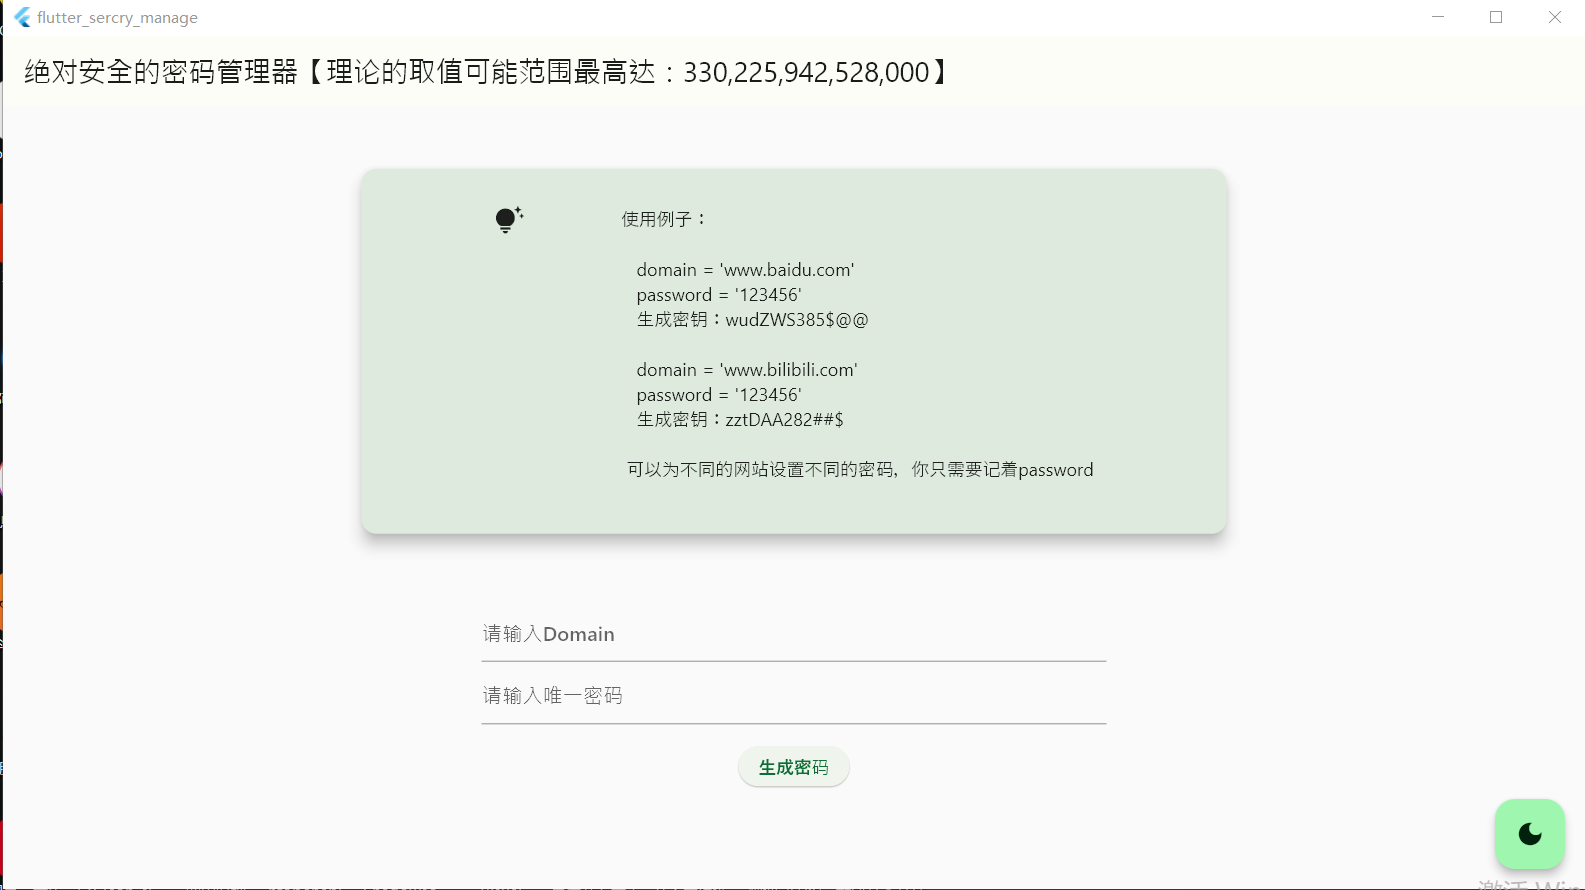 flutter_sercry_manage
绝对安全的密码管理器【理论的取值可能范围最高达：330,225,942,528,000】
使用例子：
domain = 'www.baidu.com'
password = '123456'
生成密钥：wudZWS385$@@
domain = 'www.bilibili.com'
password = '123456'
生成密钥：zztDAA282##$
可以为不同的网站设置不同的密码，你只需要记着password
请输入Domain
请输入唯一密码
生成密码